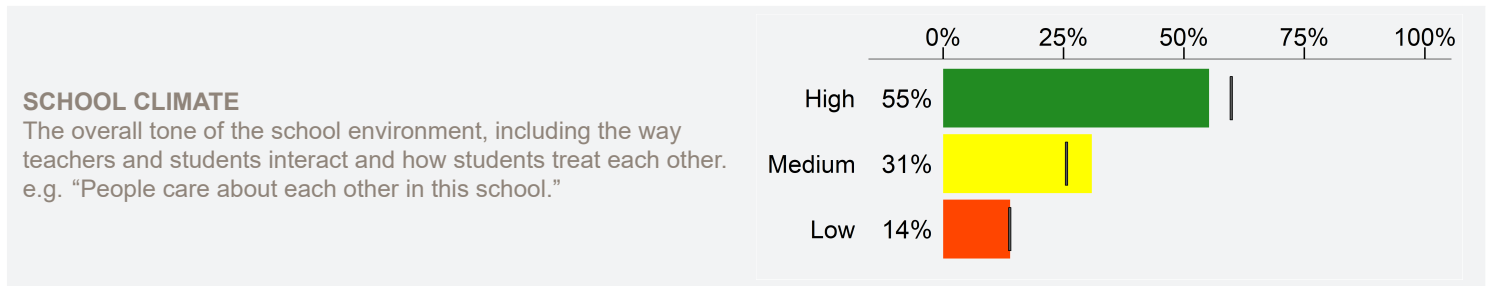 SCHOOL CLIMATE
The overall tone of the school environment, including the way
teachers and students interact and how students treat each other.
e.g. “People care about each other in this school.”
0% 25% 50% 75% 100%
High 55%
Medium 31%
Low 14%